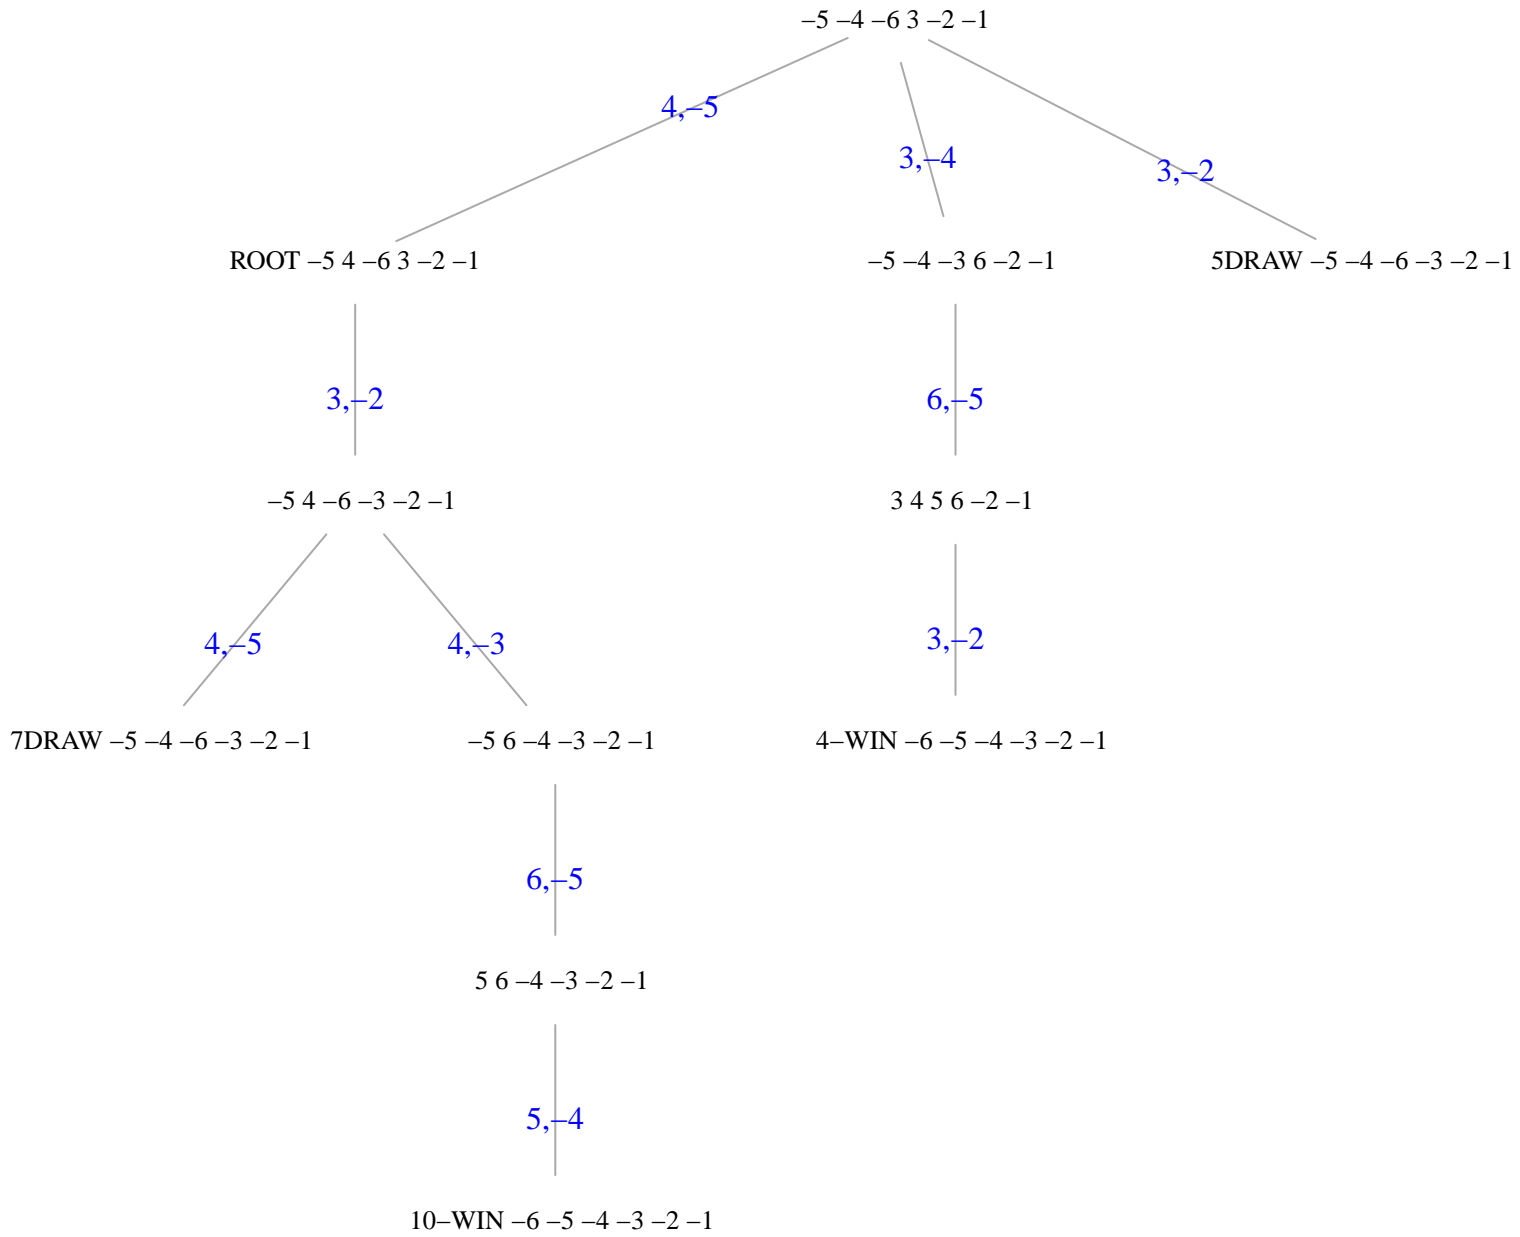 –5 –4 –6 3 –2 –1
4,–5
3,–4
3,–2
ROOT –5 4 –6 3 –2 –1
–5 –4 –3 6 –2 –1
5DRAW –5 –4 –6 –3 –2 –1
3,–2
6,–5
–5 4 –6 –3 –2 –1
3 4 5 6 –2 –1
4,–5
4,–3
3,–2
7DRAW –5 –4 –6 –3 –2 –1
–5 6 –4 –3 –2 –1
4–WIN –6 –5 –4 –3 –2 –1
6,–5
5 6 –4 –3 –2 –1
5,–4
10–WIN –6 –5 –4 –3 –2 –1